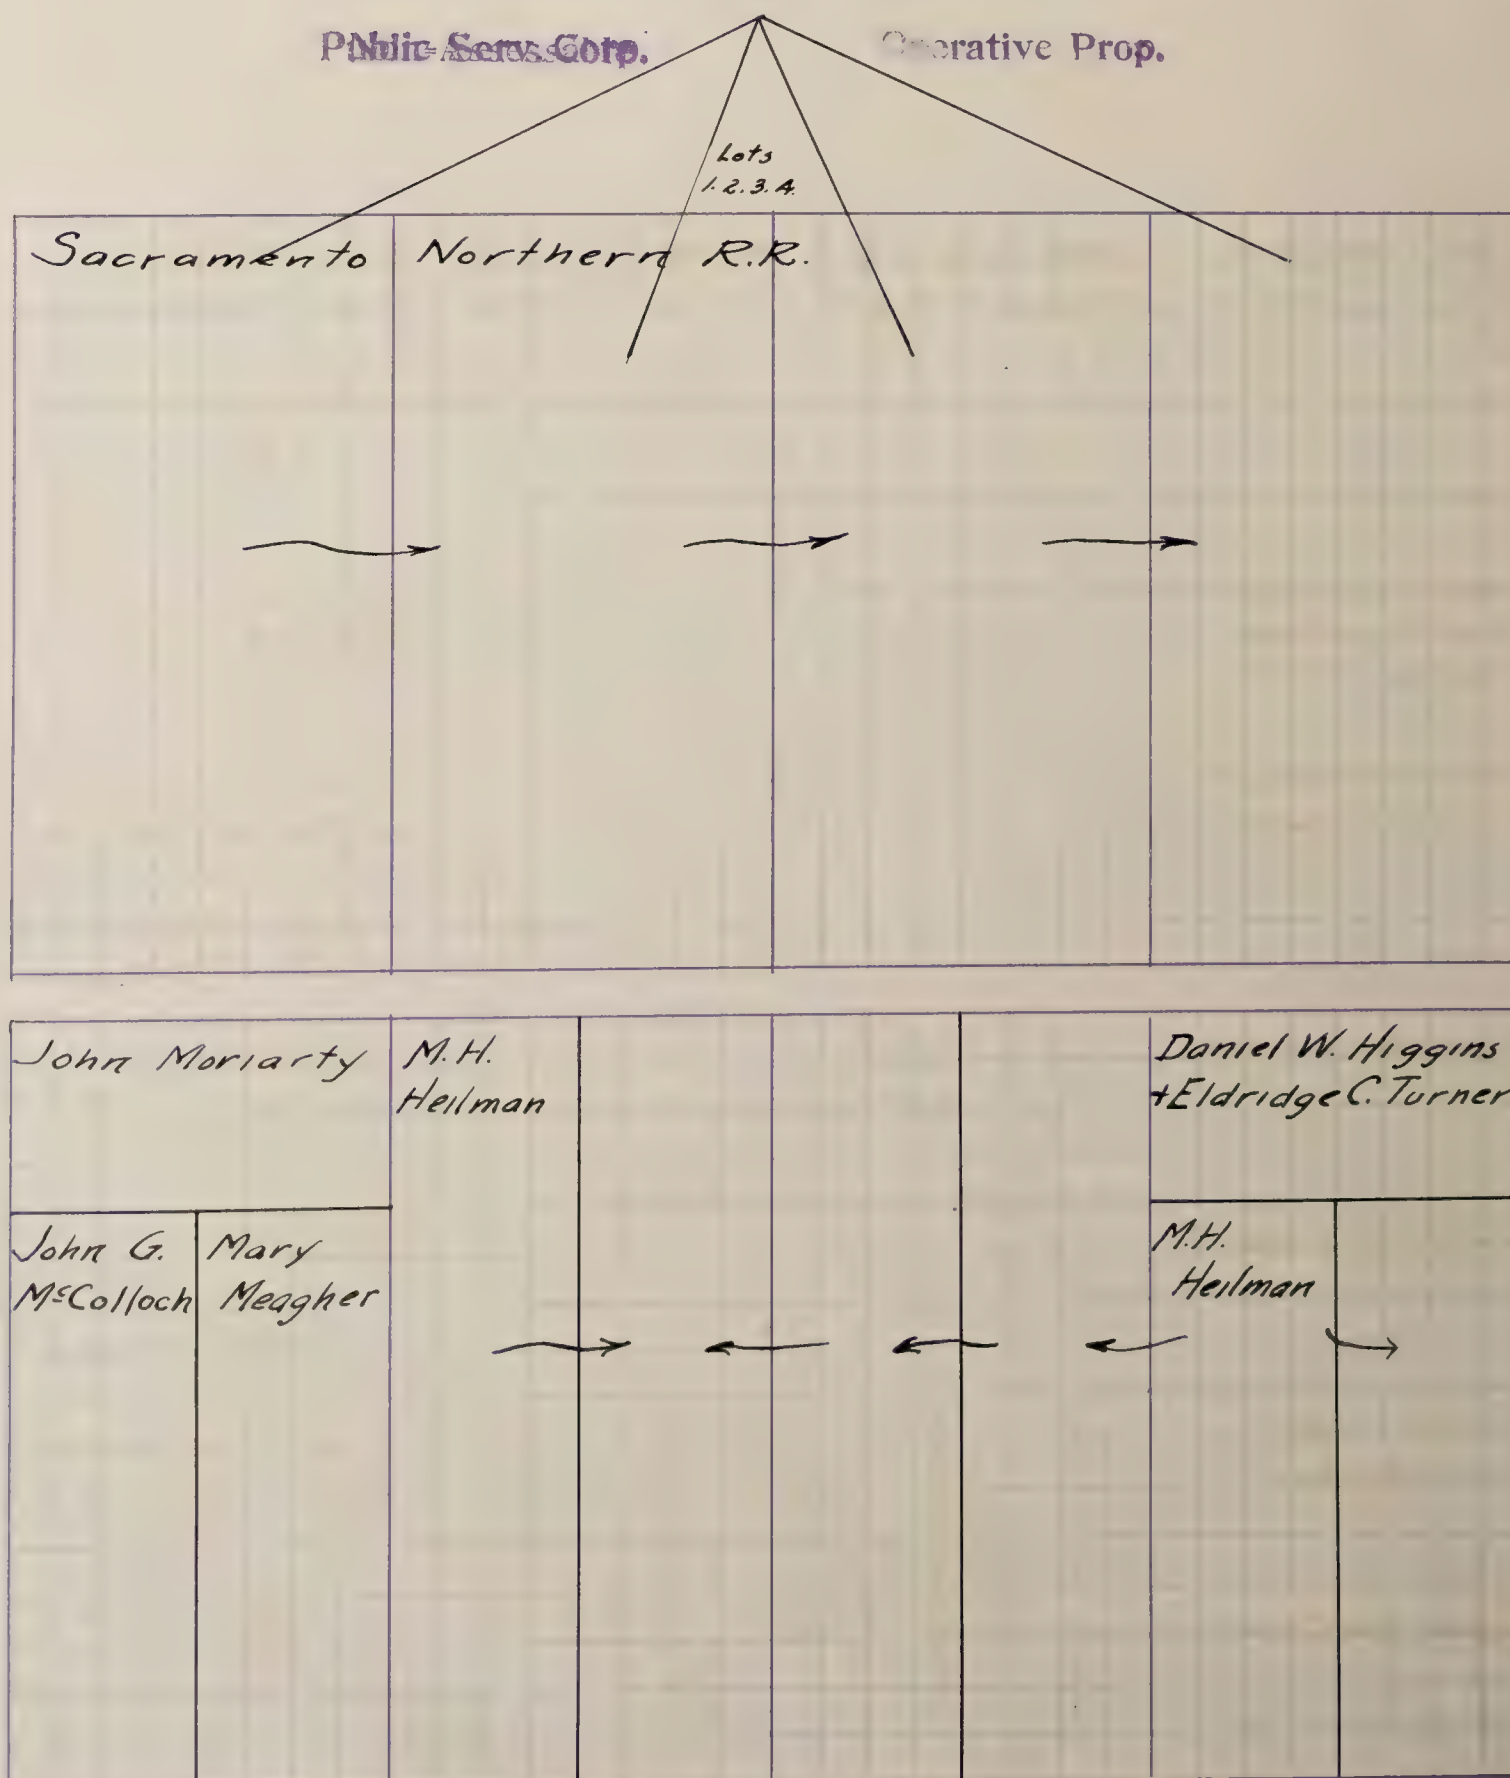 Public Serv. Corp. Operative Prop.
Lots
1. 2. 3. 4.
Sacramento Northern R.R.
John Moriarty
M.H.
Heilman
Daniel W. Higgins
+ Eldridge C. Turner
John G.
McColloch
Mary
Meagher
M.H.
Heilman